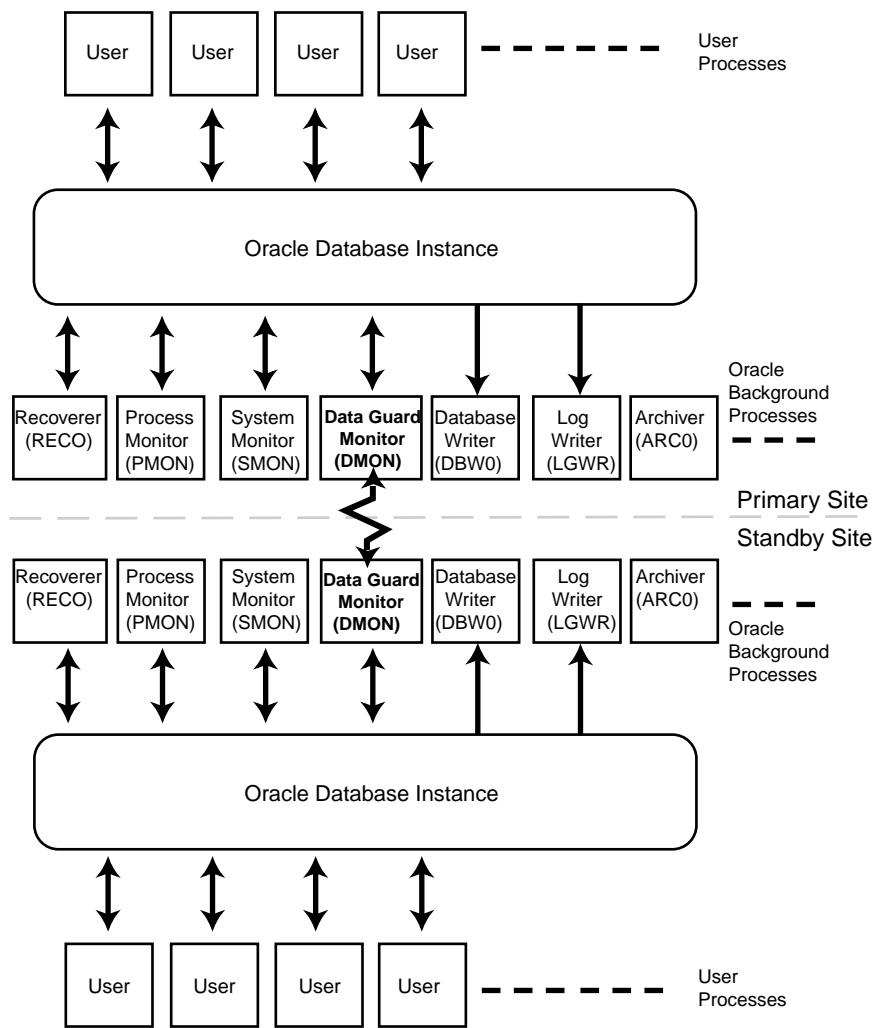 User
User
User
User
User
Processes
Oracle Database Instance
Oracle
Background
Processes
Recoverer
(RECO)
Process
Monitor
(PMON)
System
Monitor
(SMON)
Data Guard
Monitor
(DMON)
Database
Writer
(DBW0)
Log
Writer
(LGWR)
Archiver
(ARC0)
Primary Site
Standby Site
Recoverer
(RECO)
Process
Monitor
(PMON)
System
Monitor
(SMON)
Data Guard
Monitor
(DMON)
Database
Writer
(DBW0)
Log
Writer
(LGWR)
Archiver
(ARC0)
Oracle
Background
Processes
Oracle Database Instance
User
User
User
User
User
Processes